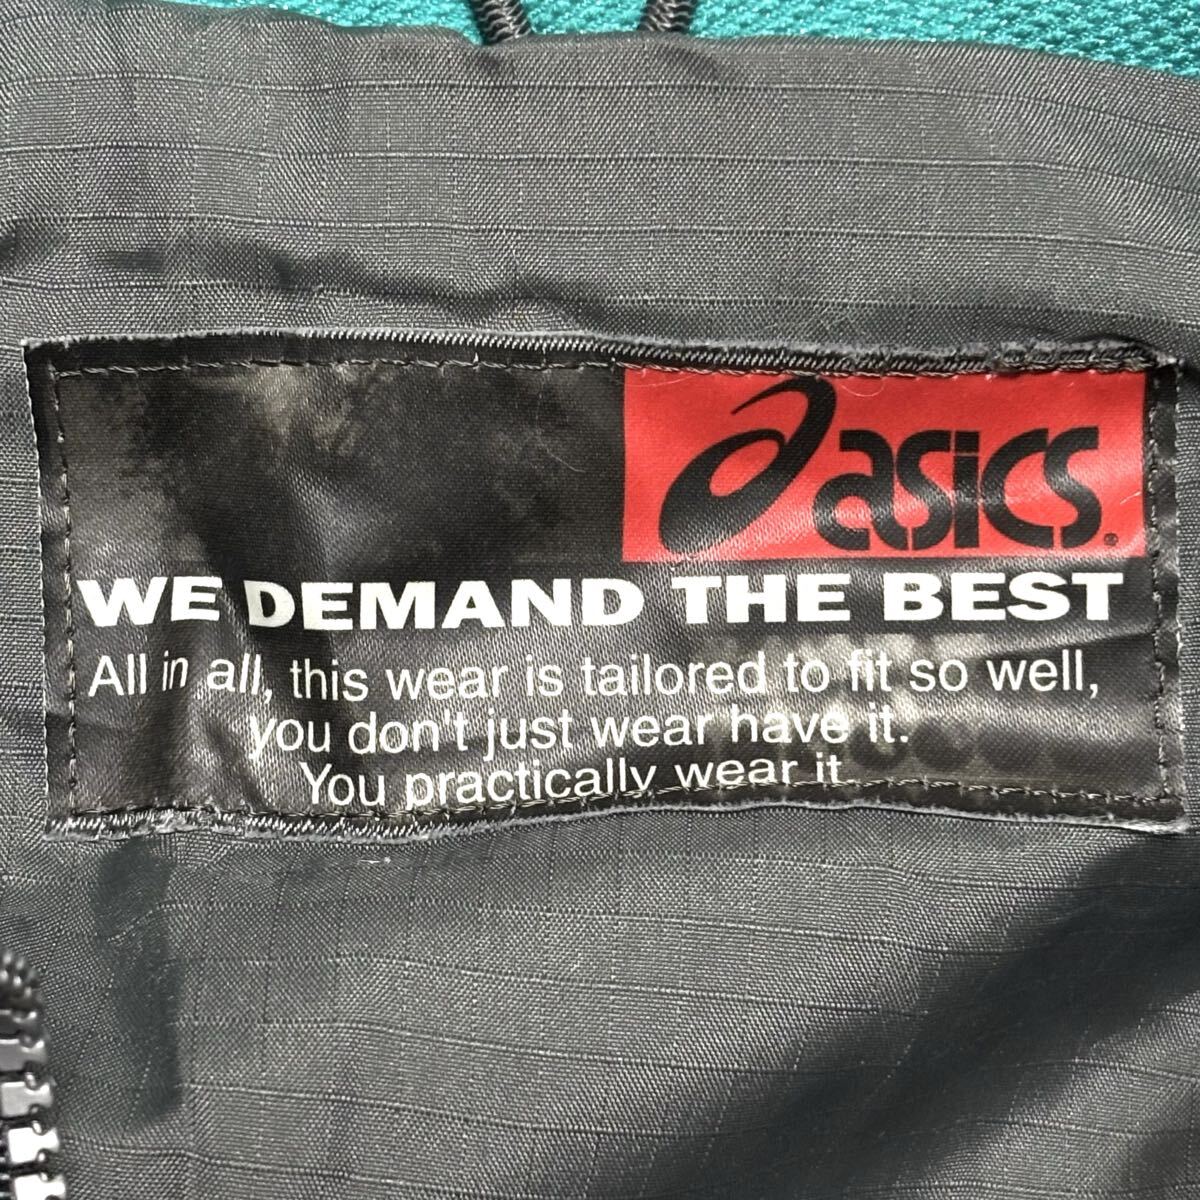 asics.
WE DEMAND THE BEST
All in all, this wear is tailored to fit so well,
you don't just wear have it.
You practically wear it.